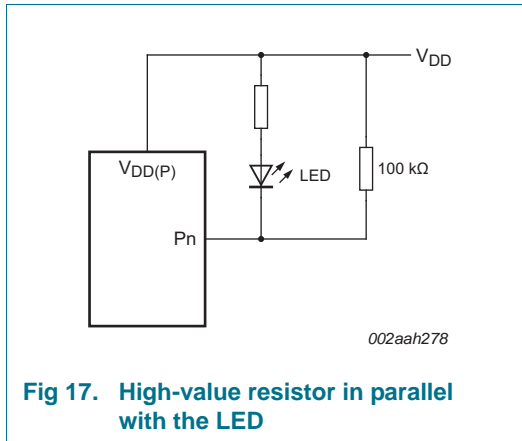 VDD
VDD(P)
LED
100 kΩ
Pn
002aah278
Fig 17. High-value resistor in parallel
with the LED